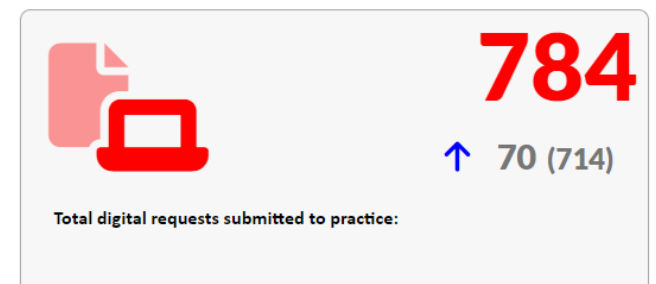 784
↑ 70 (714)
Total digital requests submitted to practice: